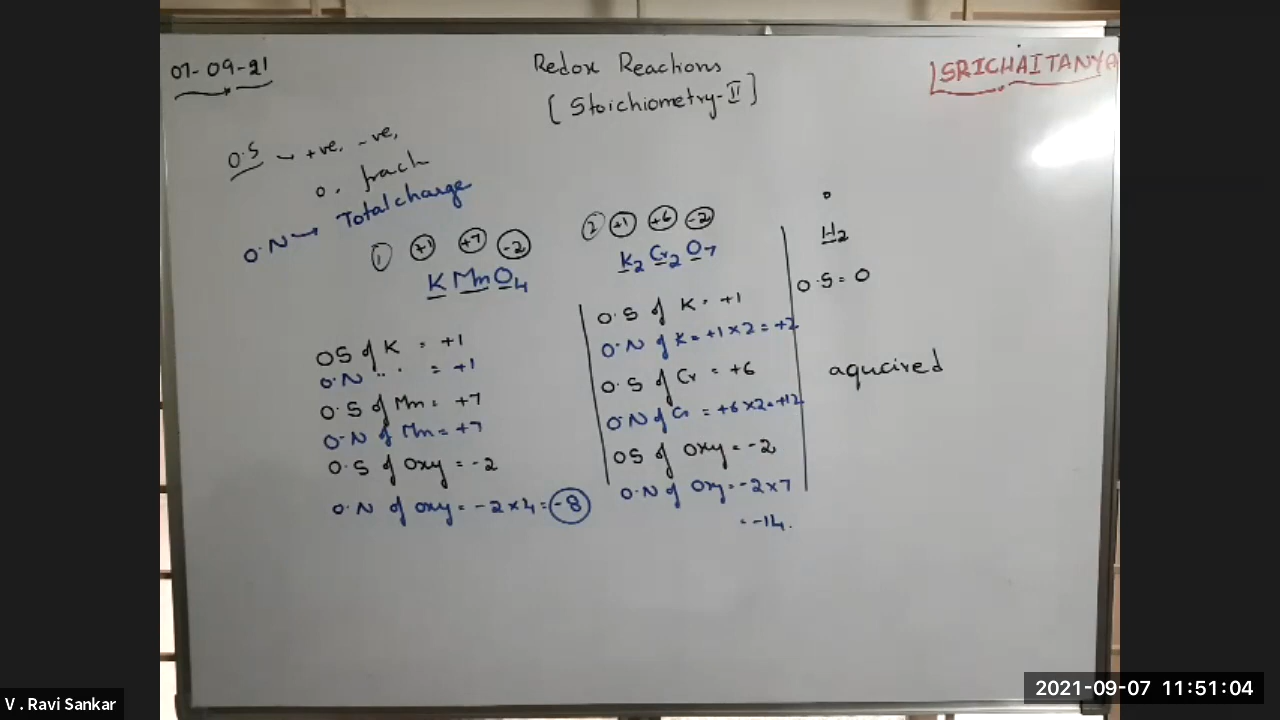 07-09-21
Redox Reactions
[Stoichiometry-II]
SRICHAITANYA
O.S → +ve, -ve,
0, frach
O.N → Total charge
① +1 +7 -2
KMnO4
OS of K = +1
O.N " " = +1
O.S of Mn = +7
O.N of Mn = +7
O.S of Oxy = -2
O.N of Oxy = -2×4 = -8
② +1 +6 -2
K2Cr2O7
O.S of K = +1
O.N of K = +1×2 = +2
O.S of Cr = +6
O.N of Cr = +6×2 = +12
OS of Oxy = -2
O.N of Oxy = -2×7
= -14.
0
H2
O.S = 0
aqucired
2021-09-07 11:51:04
V . Ravi Sankar